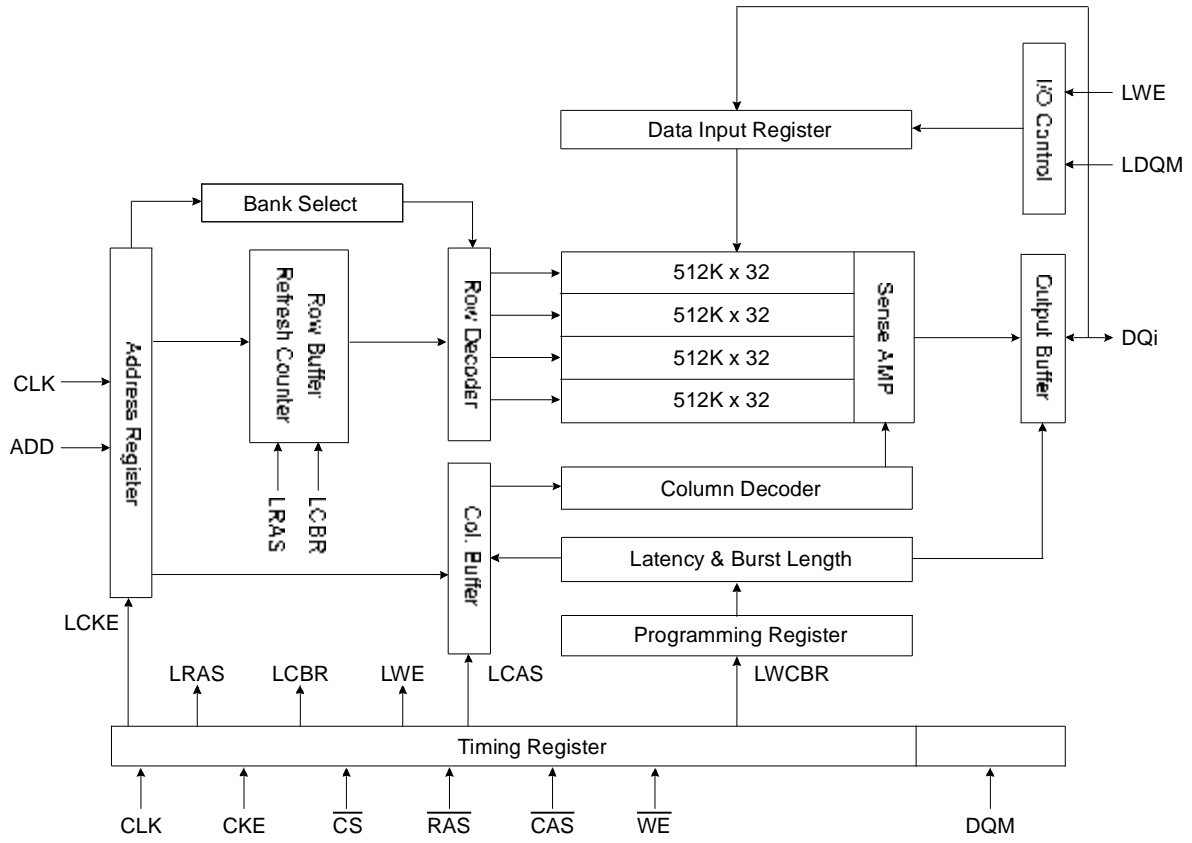 I/O Control
LWE
Data Input Register
LDQM
Bank Select
Address Register
Refresh Counter
Row Buffer
Row Decoder
512K x 32
512K x 32
512K x 32
512K x 32
Sense AMP
Output Buffer
DQi
CLK
ADD
LRAS
LCBR
Col. Buffer
Column Decoder
Latency & Burst Length
Programming Register
LCKE
LRAS
LCBR
LWE
LCAS
LWCBR
Timing Register
CLK
CKE
CS
RAS
CAS
WE
DQM